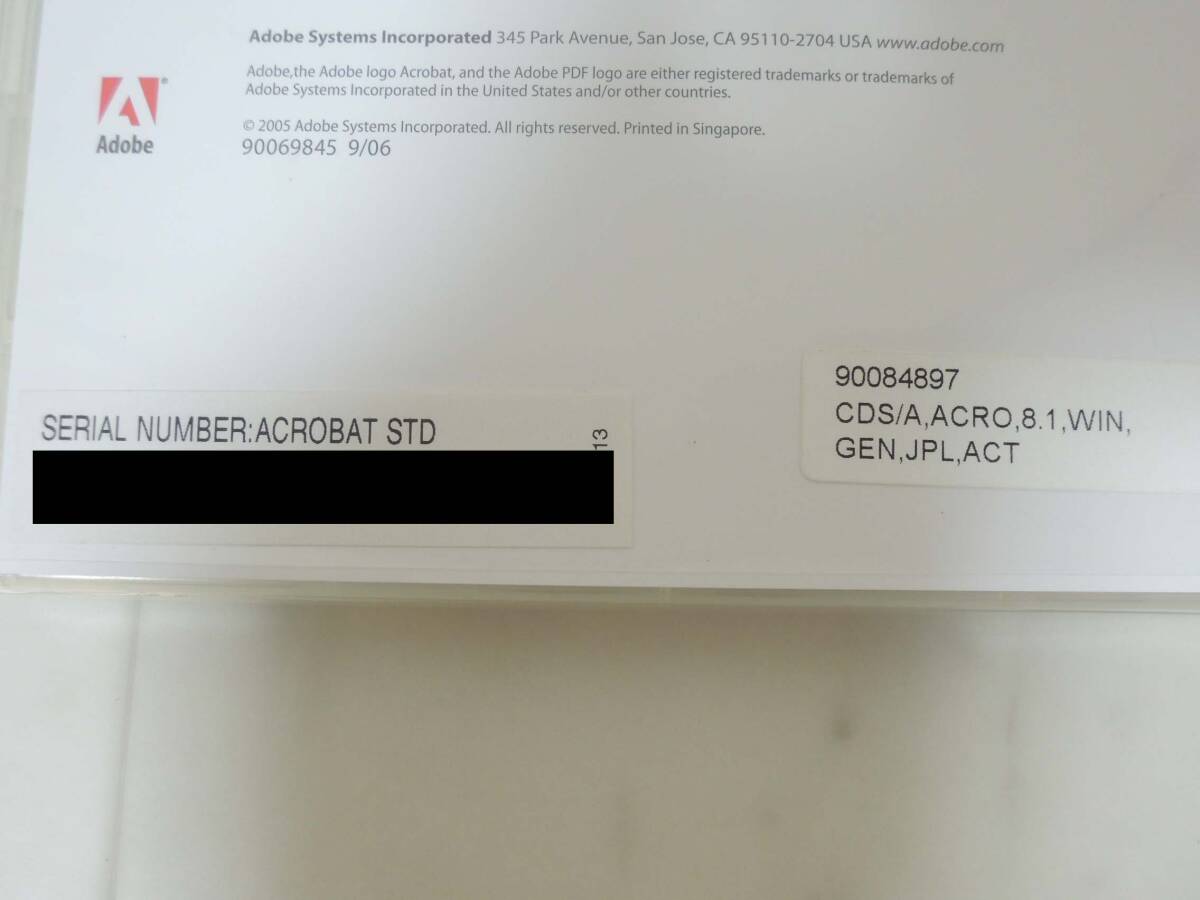 Adobe Systems Incorporated 345 Park Avenue, San Jose, CA 95110-2704 USA www.adobe.com
Adobe,the Adobe logo Acrobat, and the Adobe PDF logo are either registered trademarks or trademarks of
Adobe Systems Incorporated in the United States and/or other countries.
© 2005 Adobe Systems Incorporated. All rights reserved. Printed in Singapore.
90069845 9/06
®
Adobe
SERIAL NUMBER:ACROBAT STD
13
90084897
CDS/A,ACRO,8.1,WIN,
GEN,JPL,ACT